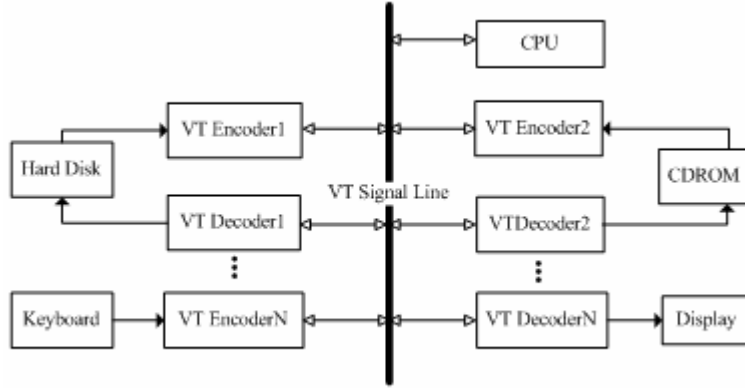 CPU
VT Encoder1
VT Encoder2
Hard Disk
CDROM
VT Signal Line
VT Decoder1
VTDecoder2
Keyboard
VT EncoderN
VT DecoderN
Display